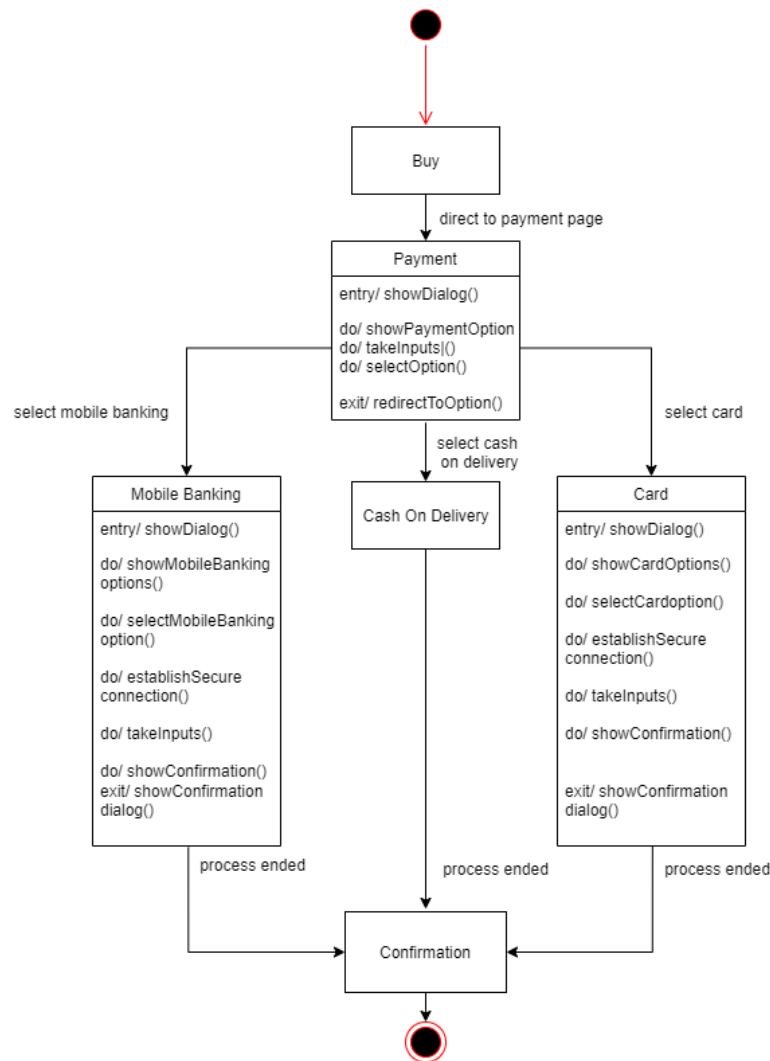 Buy
direct to payment page
Payment
entry/ showDialog()
do/ showPaymentOption
do/ takeInputs|()
do/ selectOption()
exit/ redirectToOption()
select mobile banking
select cash
on delivery
select card
Mobile Banking
entry/ showDialog()
do/ showMobileBanking
options()
do/ selectMobileBanking
option()
do/ establishSecure
connection()
do/ takeInputs()
do/ showConfirmation()
exit/ showConfirmation
dialog()
Cash On Delivery
Card
entry/ showDialog()
do/ showCardOptions()
do/ selectCardoption()
do/ establishSecure
connection()
do/ takeInputs()
do/ showConfirmation()
exit/ showConfirmation
dialog()
process ended
process ended
process ended
Confirmation